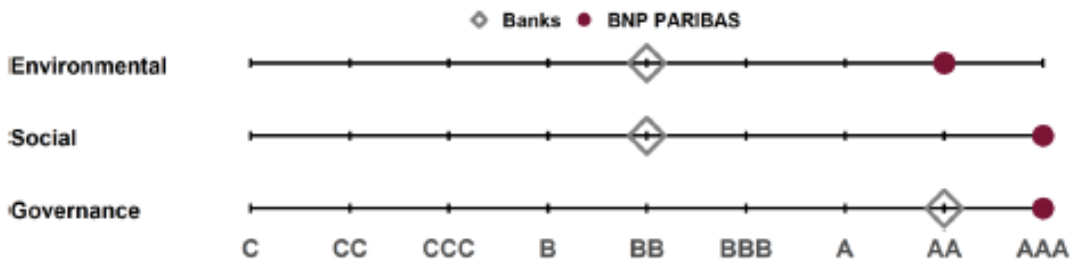 Banks BNP PARIBAS
Environmental
Social
Governance
C CC CCC B BB BBB A AA AAA